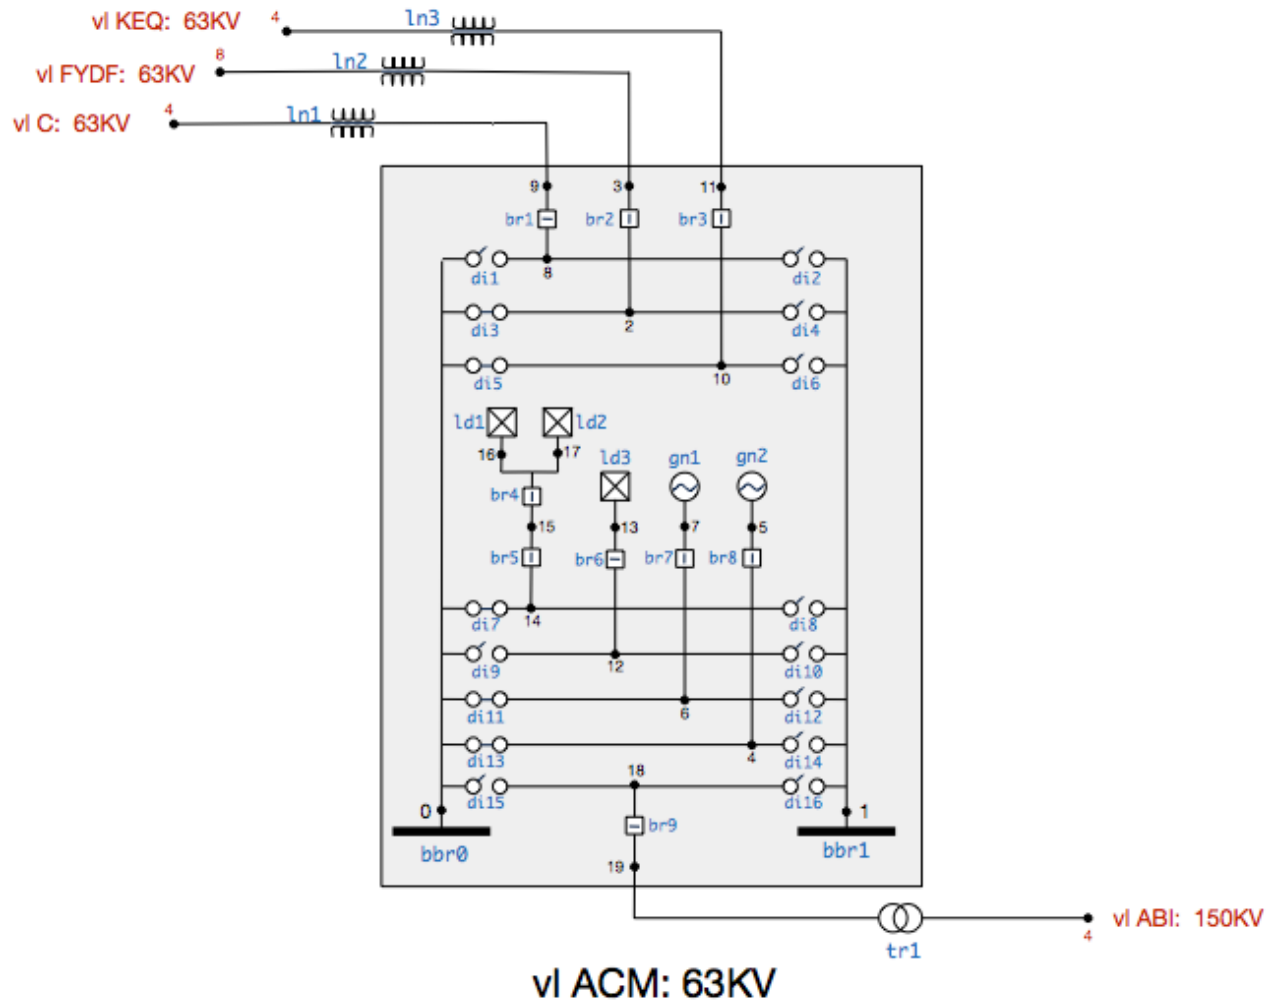 vl KEQ: 63KV 4 ln3
vl FYDF: 63KV 8 ln2
vl C: 63KV 4 ln1
9 3 11
br1 br2 br3
di1 8 di2
di3 2 di4
di5 10 di6
ld1 ld2
16 17 ld3 gn1 gn2
br4
15 13 7 5
br5 br6 br7 br8
di7 14 di8
di9 12 di10
di11 6 di12
di13 4 di14
18
di15 di16
0 1
br9
bbr0 bbr1
19
vl ABI: 150KV
4
tr1
vl ACM: 63KV